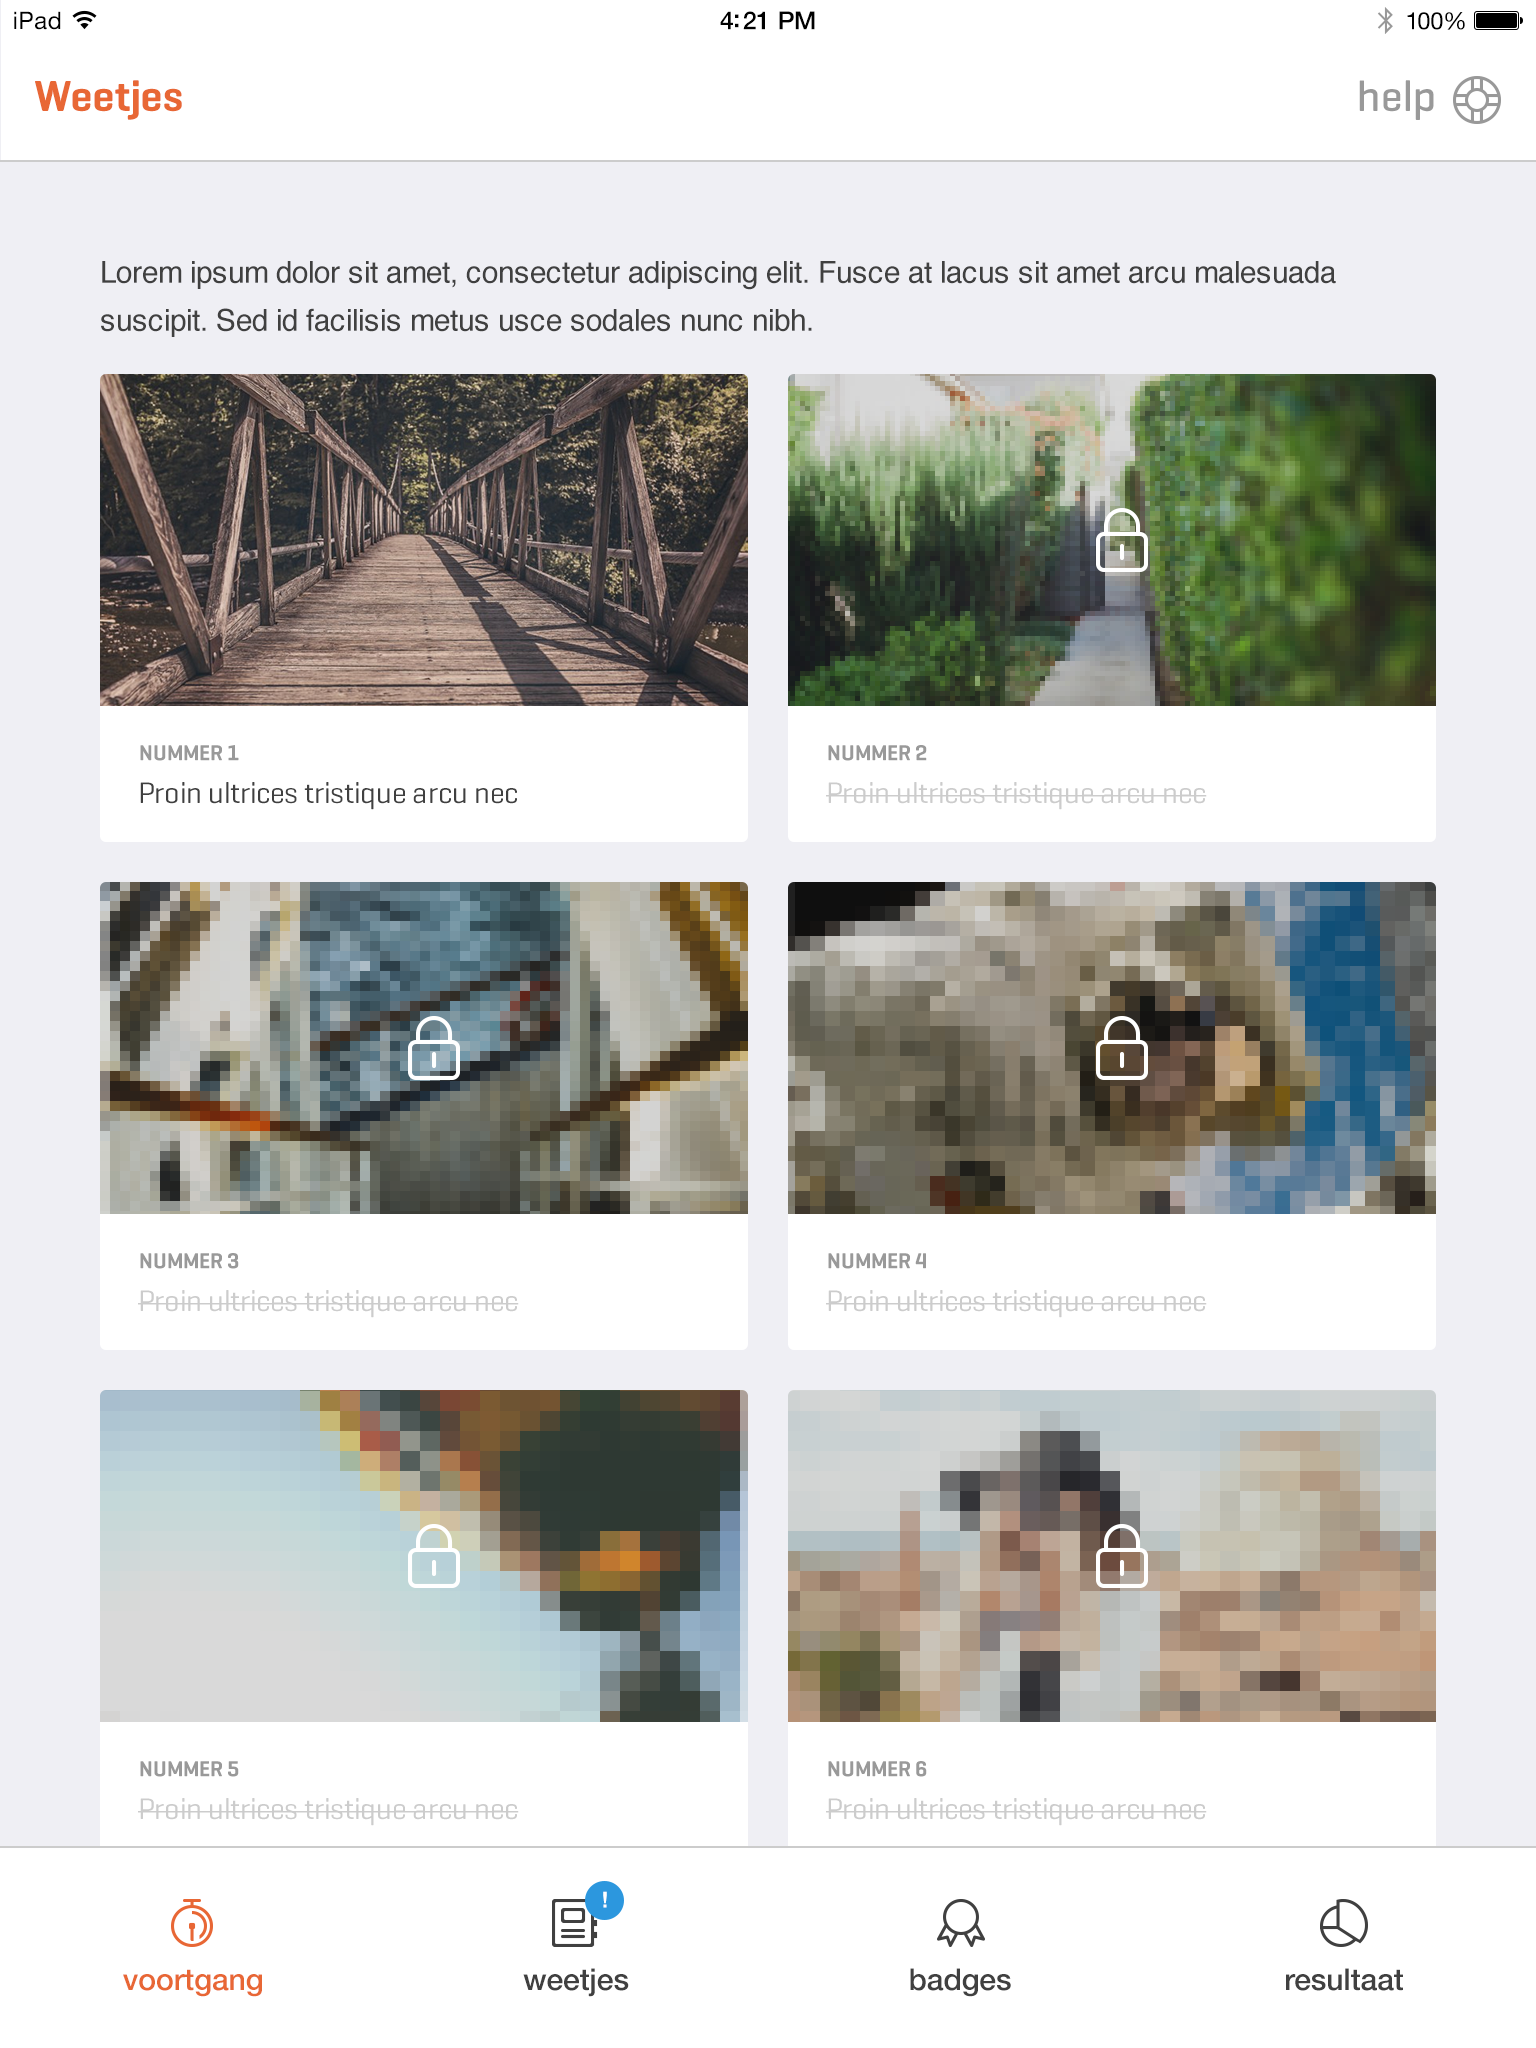 iPad 4:21 PM 100%
Weetjes help
Lorem ipsum dolor sit amet, consectetur adipiscing elit. Fusce at lacus sit amet arcu malesuada
suscipit. Sed id facilisis metus usce sodales nunc nibh.
NUMMER 1
Proin ultrices tristique arcu nec
NUMMER 2
Proin ultrices tristique arcu nec
NUMMER 3
Proin ultrices tristique arcu nec
NUMMER 4
Proin ultrices tristique arcu nec
NUMMER 5
Proin ultrices tristique arcu nec
NUMMER 6
Proin ultrices tristique arcu nec
!
voortgang weetjes badges resultaat